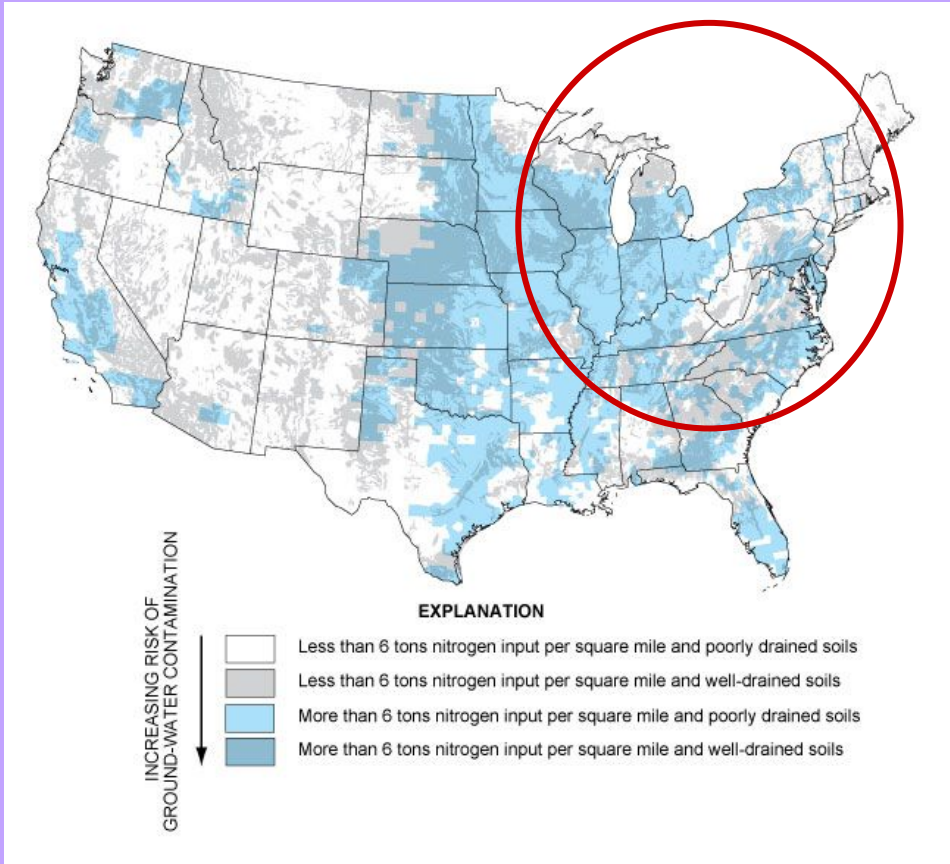 EXPLANATION
INCREASING RISK OF
GROUND-WATER CONTAMINATION
Less than 6 tons nitrogen input per square mile and poorly drained soils
Less than 6 tons nitrogen input per square mile and well-drained soils
More than 6 tons nitrogen input per square mile and poorly drained soils
More than 6 tons nitrogen input per square mile and well-drained soils